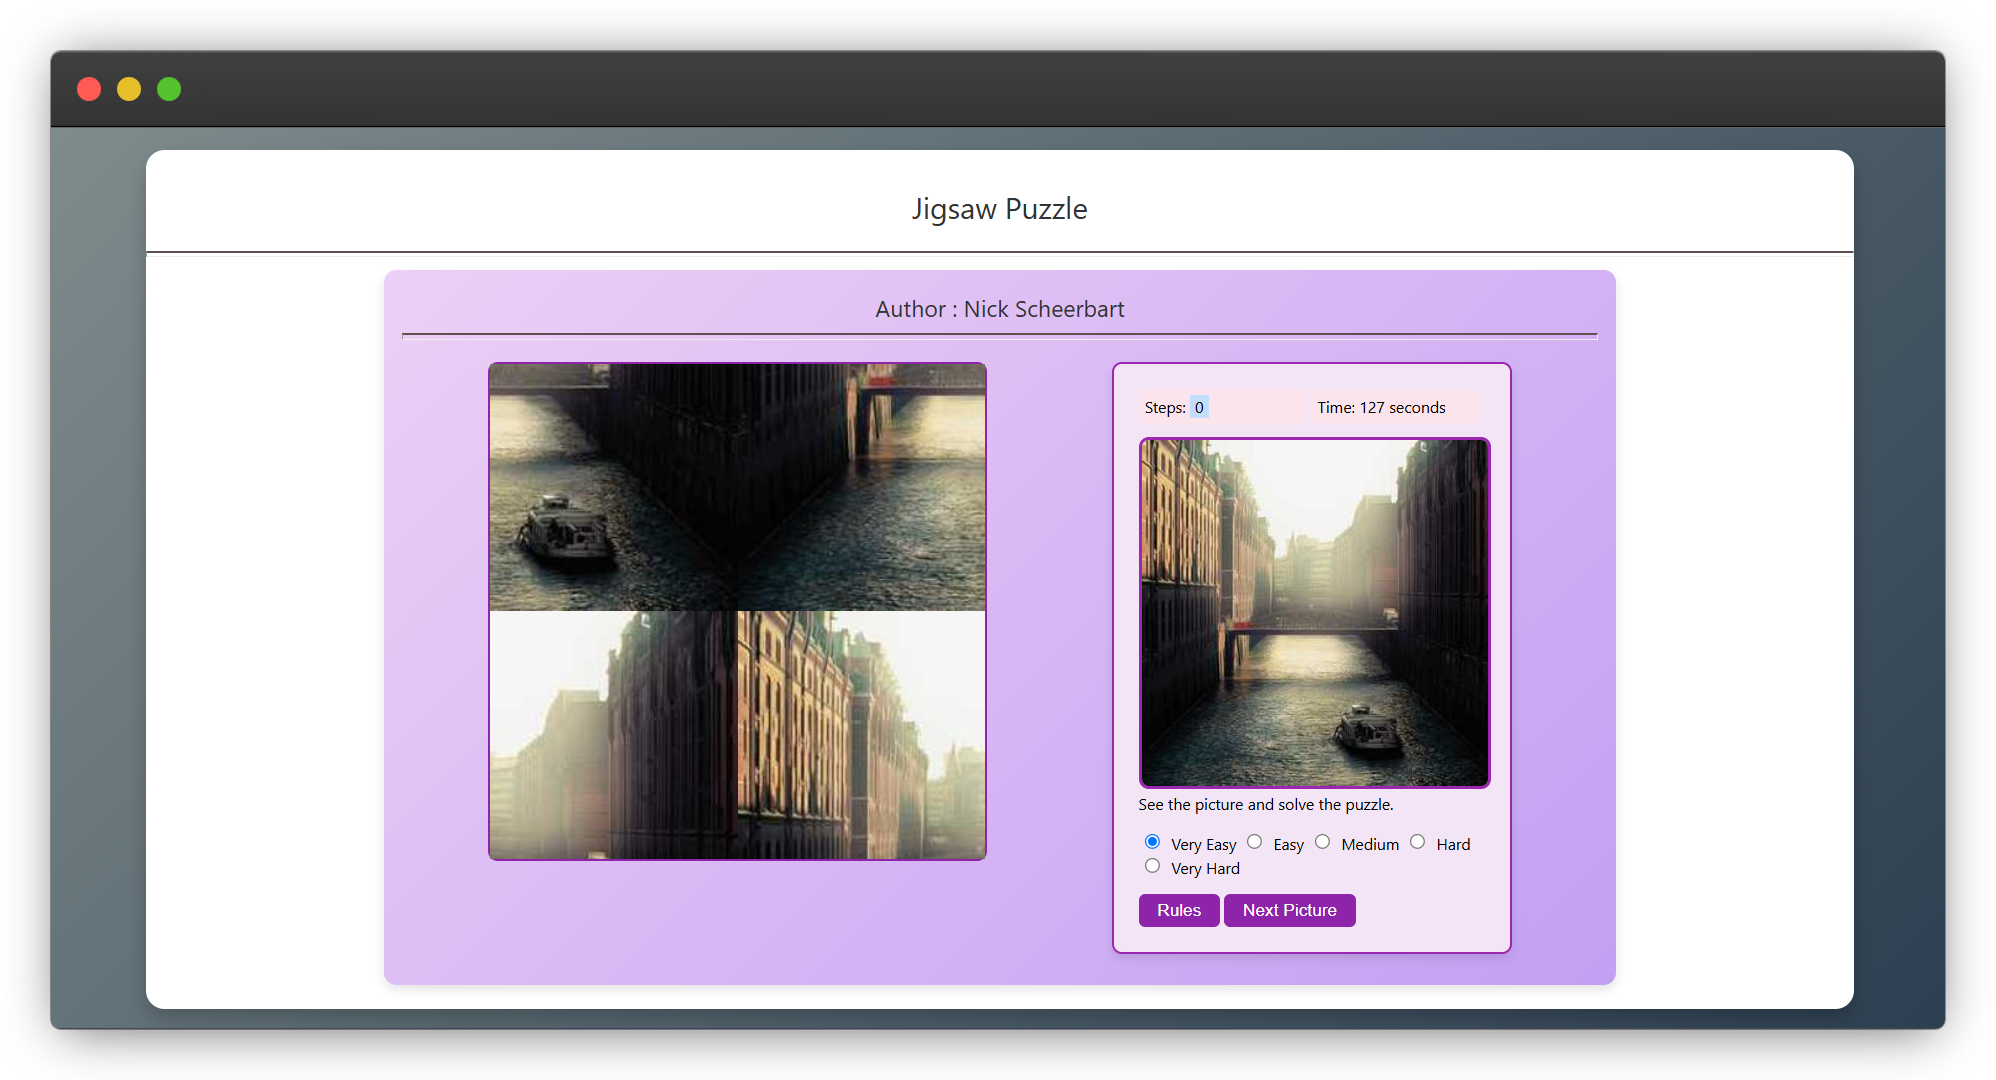 Jigsaw Puzzle
Author : Nick Scheerbart
Steps: 0 Time: 127 seconds
See the picture and solve the puzzle.
Very Easy Easy Medium Hard
Very Hard
Rules Next Picture